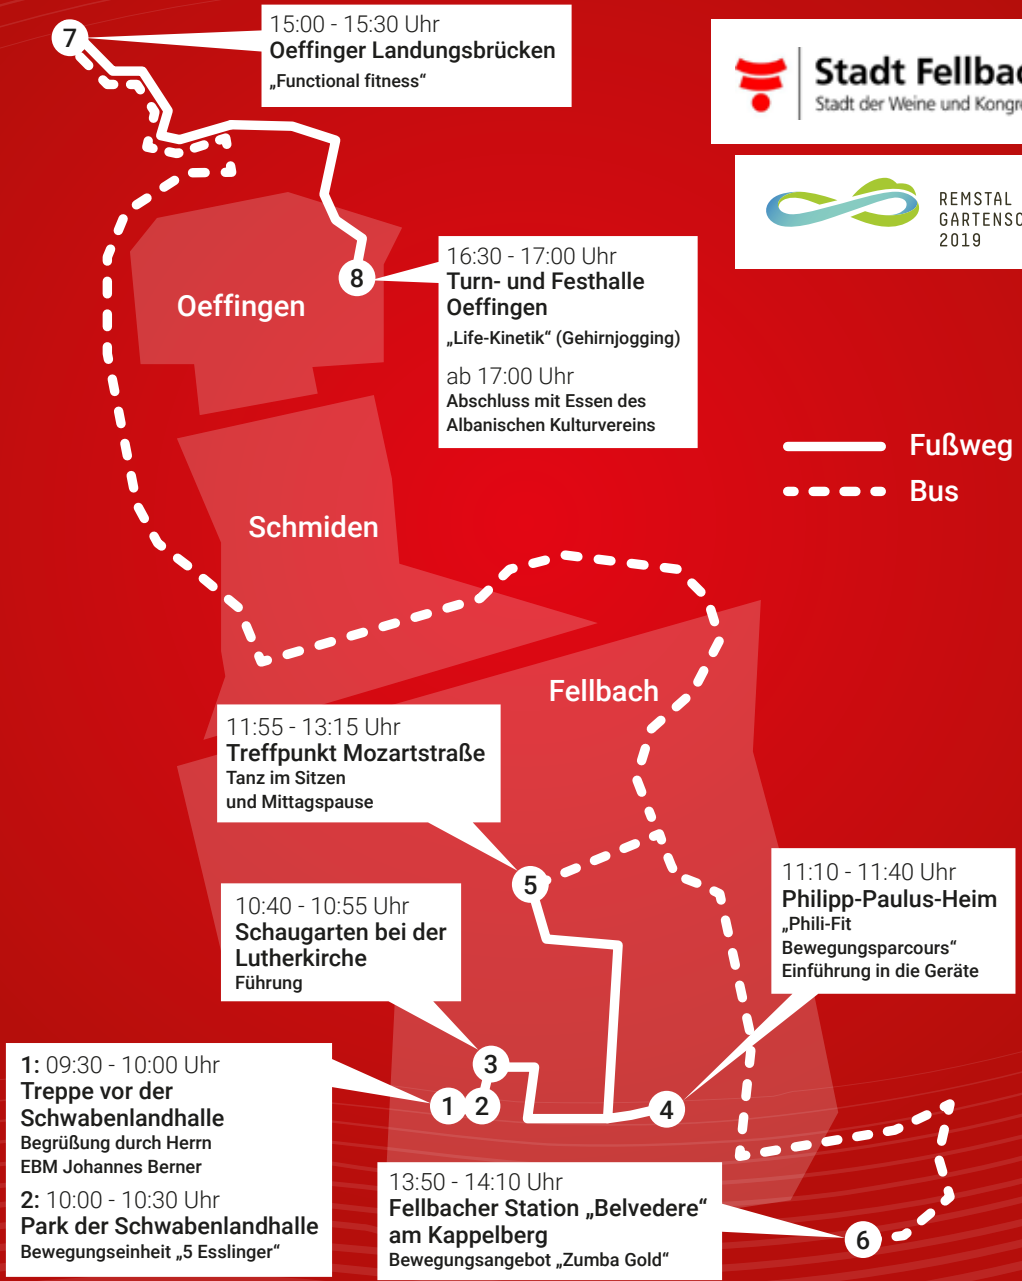 7
15:00 - 15:30 Uhr
Oeffinger Landungsbrücken
„Functional fitness“
Stadt Fellbac
Stadt der Weine und Kongre
REMSTAL
GARTENSC
2019
Oeffingen
8
16:30 - 17:00 Uhr
Turn- und Festhalle
Oeffingen
„Life-Kinetik“ (Gehirnjogging)
ab 17:00 Uhr
Abschluss mit Essen des
Albanischen Kulturvereins
Fußweg
Bus
Schmiden
Fellbach
11:55 - 13:15 Uhr
Treffpunkt Mozartstraße
Tanz im Sitzen
und Mittagspause
5
11:10 - 11:40 Uhr
Philipp-Paulus-Heim
„Phili-Fit
Bewegungsparcours“
Einführung in die Geräte
10:40 - 10:55 Uhr
Schaugarten bei der
Lutherkirche
Führung
3
1: 09:30 - 10:00 Uhr
Treppe vor der
Schwabenlandhalle
Begrüßung durch Herrn
EBM Johannes Berner
2: 10:00 - 10:30 Uhr
Park der Schwabenlandhalle
Bewegungseinheit „5 Esslinger“
1
2
4
13:50 - 14:10 Uhr
Fellbacher Station „Belvedere“
am Kappelberg
Bewegungsangebot „Zumba Gold“
6